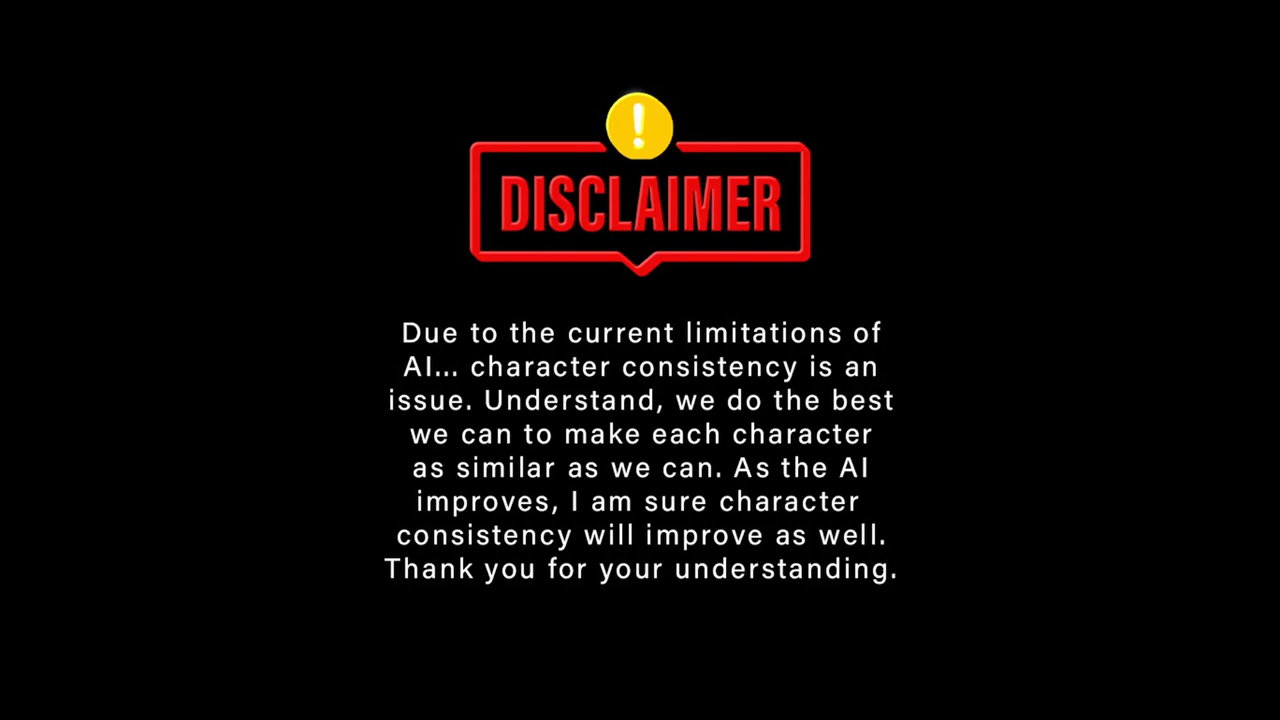 !
DISCLAIMER
Due to the current limitations of
AI... character consistency is an
issue. Understand, we do the best
we can to make each character
as similar as we can. As the AI
improves, I am sure character
consistency will improve as well.
Thank you for your understanding.